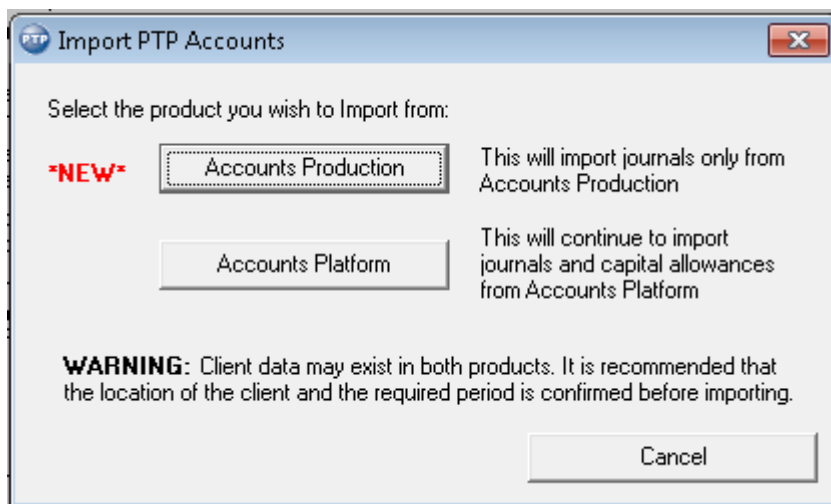 PTP Import PTP Accounts
Select the product you wish to Import from:
*NEW* Accounts Production This will import journals only from
Accounts Production
Accounts Platform This will continue to import
journals and capital allowances
from Accounts Platform
WARNING: Client data may exist in both products. It is recommended that
the location of the client and the required period is confirmed before importing.
Cancel